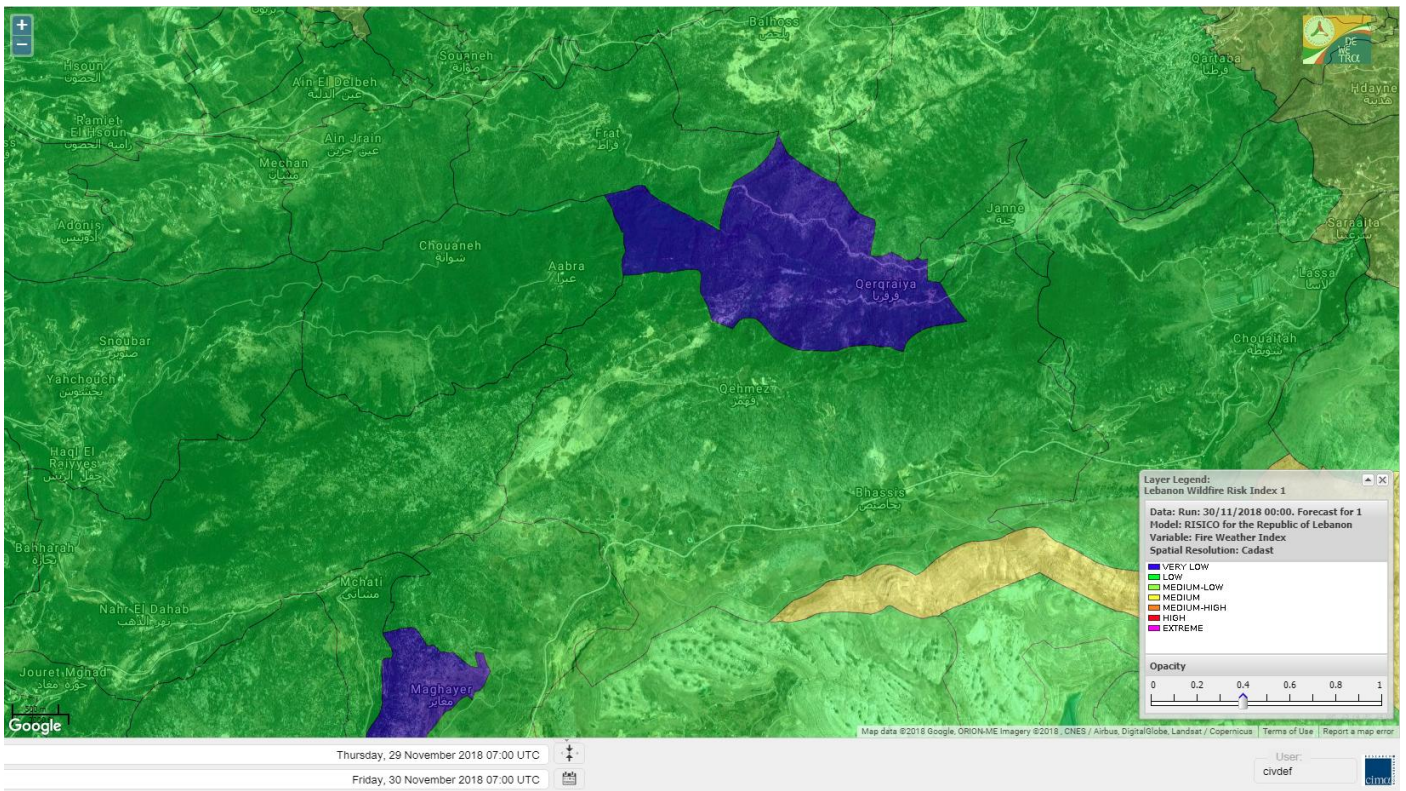 +
−
Balhoss
بلحص
Hsoun
الحصون
Souaneh
صوانة
Qartaba
قرطبا
Ain El Delbeh
عين الدلبة
Hdayne
هدينة
Ramiet
El Hsoun
رامية الحصون
Ain Jrain
عين جرين
Frat
فراط
Mechan
مشان
Janne
جنة
Adonis
أدونيس
Saraaita
سرعيتا
Chouaneh
شوانة
Aabra
عبرا
Lassa
لاسا
Qerqraiya
قرقريا
Snoubar
صنوبر
Chouaitah
شويطة
Yahchouch
يحشوش
Qehmez
قهمز
Haql El
Raiyyes
حقل الريس
Bhassis
Bahharah
بحارة
Mchati
مشاتي
Nahr El Dahab
نهر الذهب
Jouret Mghad
جورة مغاد
Maghayer
مغاير
DE
WE
TRα
Layer Legend:
Lebanon Wildfire Risk Index 1
Data: Run: 30/11/2018 00:00. Forecast for 1
Model: RISICO for the Republic of Lebanon
Variable: Fire Weather Index
Spatial Resolution: Cadast
VERY LOW
LOW
MEDIUM-LOW
MEDIUM
MEDIUM-HIGH
HIGH
EXTREME
Opacity
0 0.2 0.4 0.6 0.8 1
Google
Map data ©2018 Google, ORION-ME Imagery ©2018 , CNES / Airbus, DigitalGlobe, Landsat / Copernicus Terms of Use Report a map error
Thursday, 29 November 2018 07:00 UTC
Friday, 30 November 2018 07:00 UTC
User:
civdef
cima